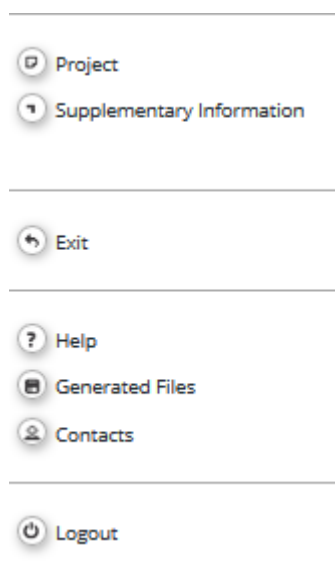 Project
Supplementary Information
Exit
? Help
Generated Files
Contacts
Logout